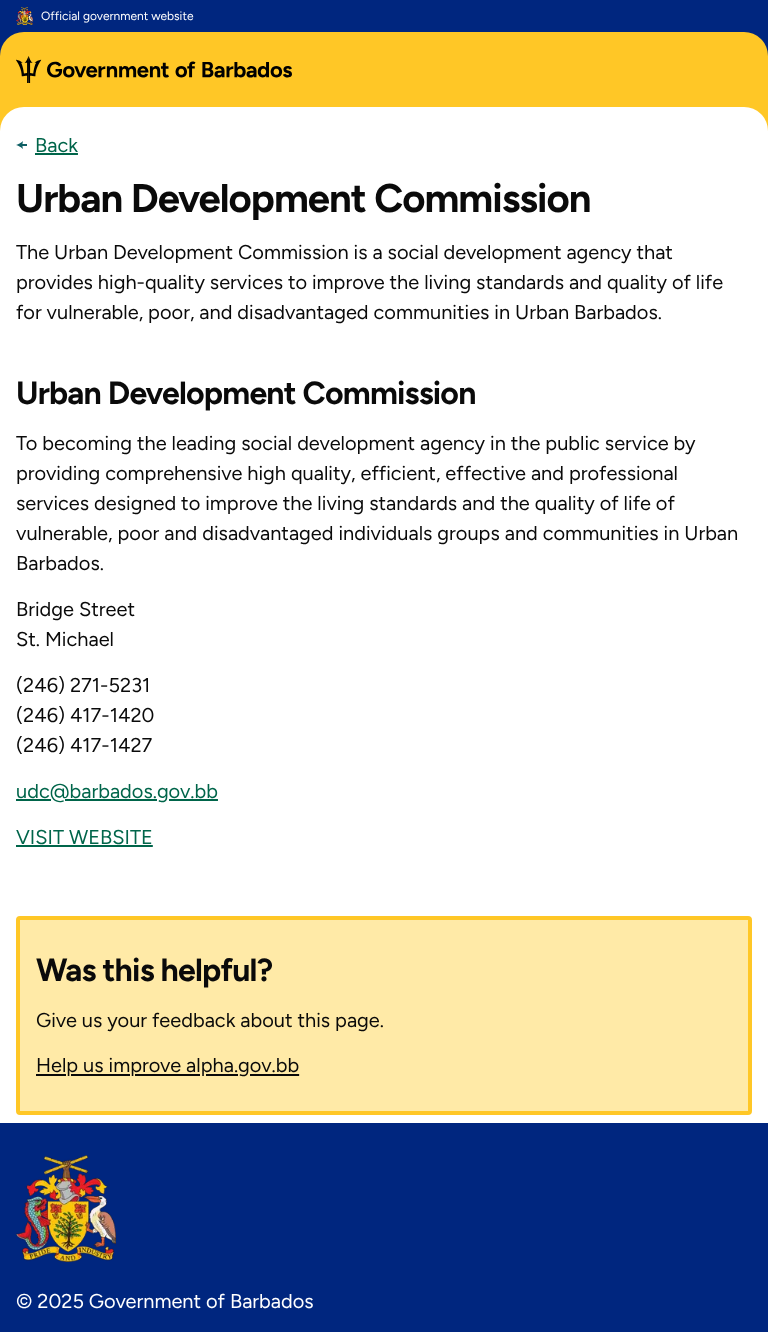 Official government website
Government of Barbados
Back
Urban Development Commission
The Urban Development Commission is a social development agency that
provides high-quality services to improve the living standards and quality of life
for vulnerable, poor, and disadvantaged communities in Urban Barbados.
Urban Development Commission
To becoming the leading social development agency in the public service by
providing comprehensive high quality, efficient, effective and professional
services designed to improve the living standards and the quality of life of
vulnerable, poor and disadvantaged individuals groups and communities in Urban
Barbados.
Bridge Street
St. Michael
(246) 271-5231
(246) 417-1420
(246) 417-1427
udc@barbados.gov.bb
VISIT WEBSITE
Was this helpful?
Give us your feedback about this page.
Help us improve alpha.gov.bb
PRIDE AND INDUSTRY
© 2025 Government of Barbados